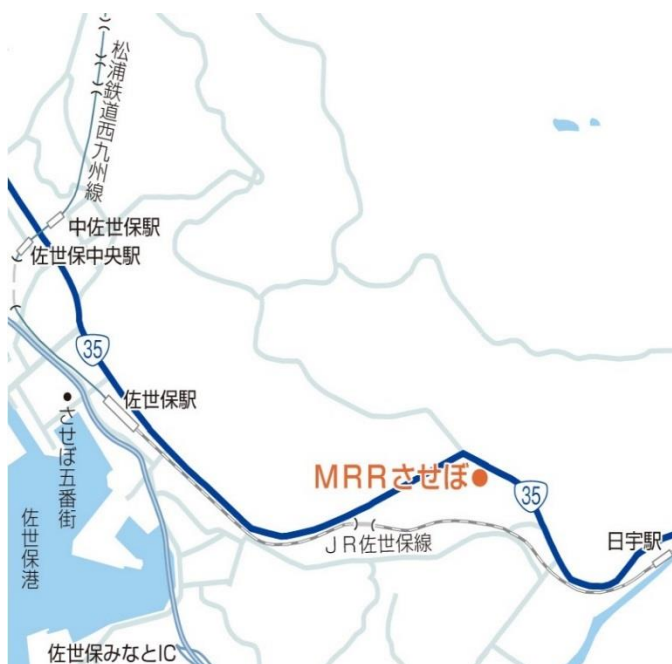 松浦鉄道西九州線
中佐世保駅
佐世保中央駅
35
佐世保駅
させぼ五番街
佐世保港
MRRさせぼ
35
JR佐世保線
日宇駅
佐世保みなとIC